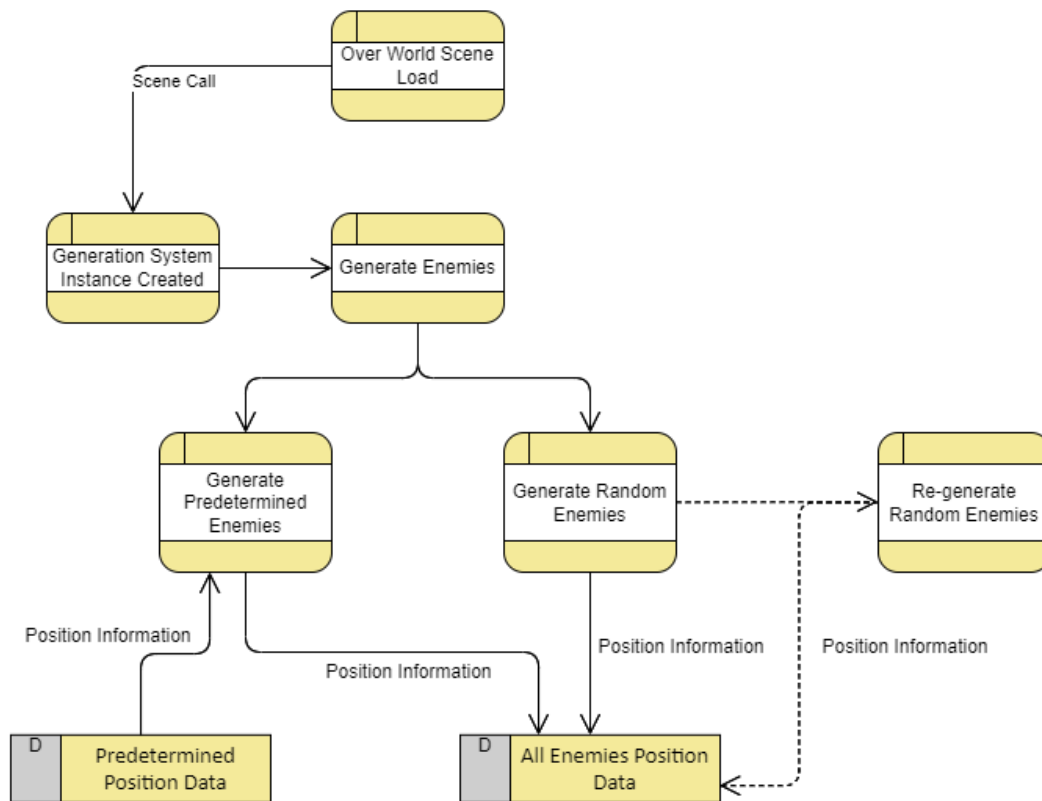 Over World Scene
Load
Scene Call
Generation System
Instance Created
Generate Enemies
Generate
Predetermined
Enemies
Generate Random
Enemies
Re-generate
Random Enemies
Position Information
Position Information
Position Information
Position Information
D
Predetermined
Position Data
D
All Enemies Position
Data